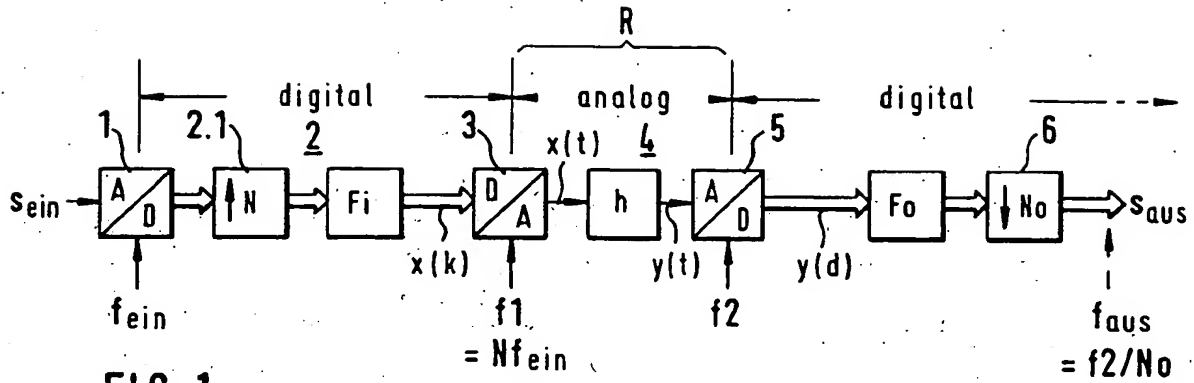 R
digital analog digital
1 2.1 2 3 x(t) 4 5 6
s_ein A/D ↑N Fi D/A h A/D Fo ↓No s_aus
x(k) y(t) y(d)
f_ein f1 f2 f_aus
= Nf_ein = f2/No
FIG. 1